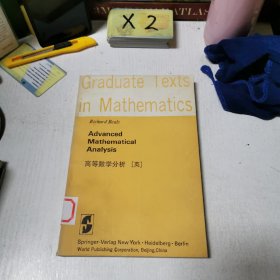 X 2
Graduate Texts
in Mathematics
Richard Beals
Advanced
Mathematical
Analysis
高等数学分析 [英]
Springer-Verlag New York · Heidelberg · Berlin
World Publishing Corporation, Beijing, China